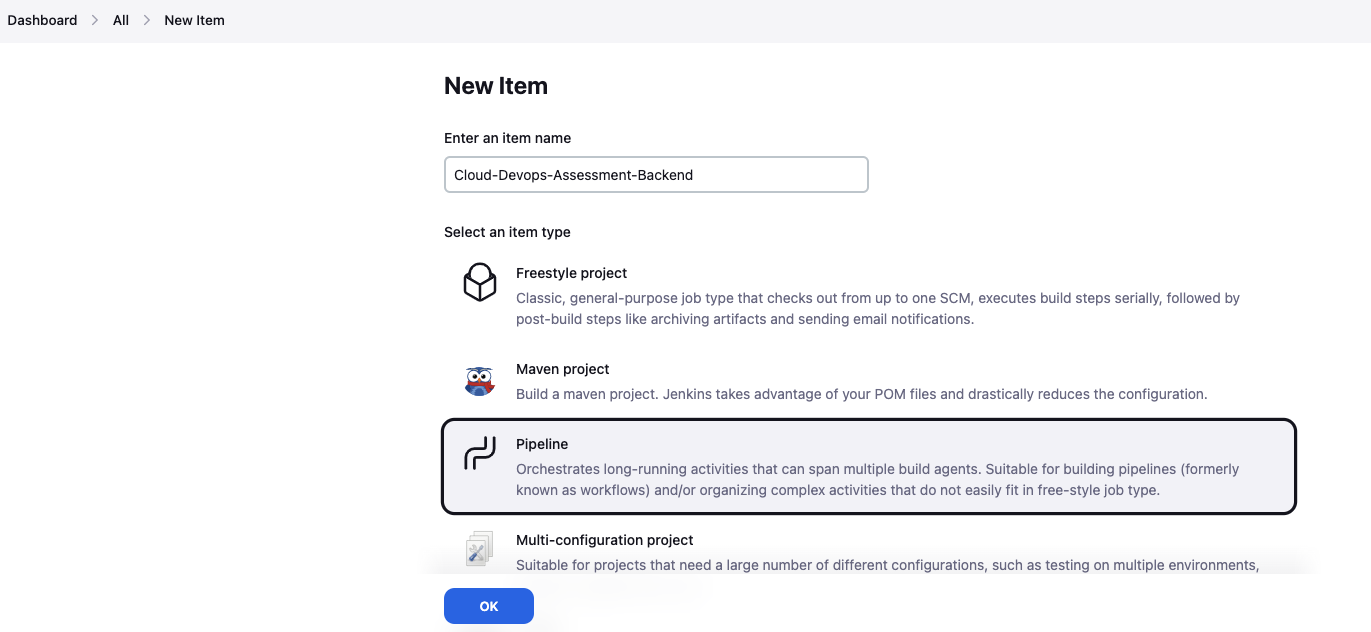 Dashboard > All > New Item
New Item
Enter an item name
Cloud-Devops-Assessment-Backend
Select an item type
Freestyle project
Classic, general-purpose job type that checks out from up to one SCM, executes build steps serially, followed by
post-build steps like archiving artifacts and sending email notifications.
Maven project
Build a maven project. Jenkins takes advantage of your POM files and drastically reduces the configuration.
Pipeline
Orchestrates long-running activities that can span multiple build agents. Suitable for building pipelines (formerly
known as workflows) and/or organizing complex activities that do not easily fit in free-style job type.
Multi-configuration project
Suitable for projects that need a large number of different configurations, such as testing on multiple environments,
OK